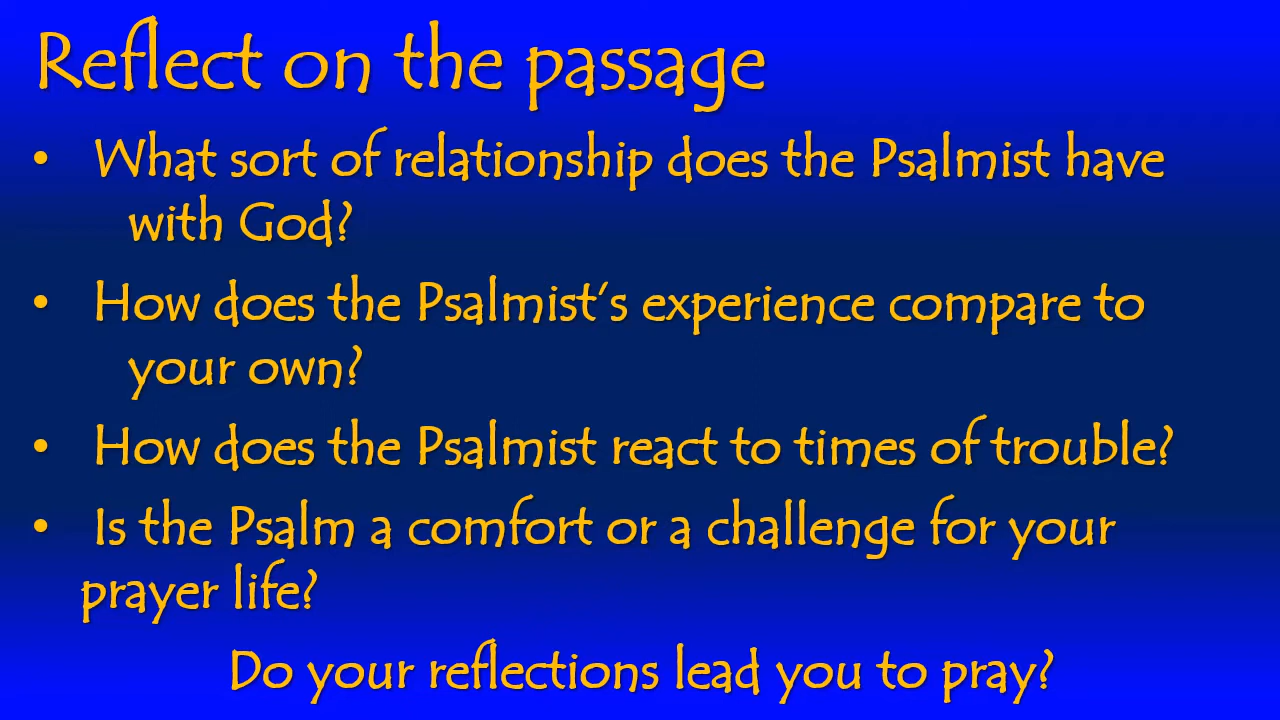 Reflect on the passage
• What sort of relationship does the Psalmist have
with God?
• How does the Psalmist’s experience compare to
your own?
• How does the Psalmist react to times of trouble?
• Is the Psalm a comfort or a challenge for your
prayer life?
Do your reflections lead you to pray?